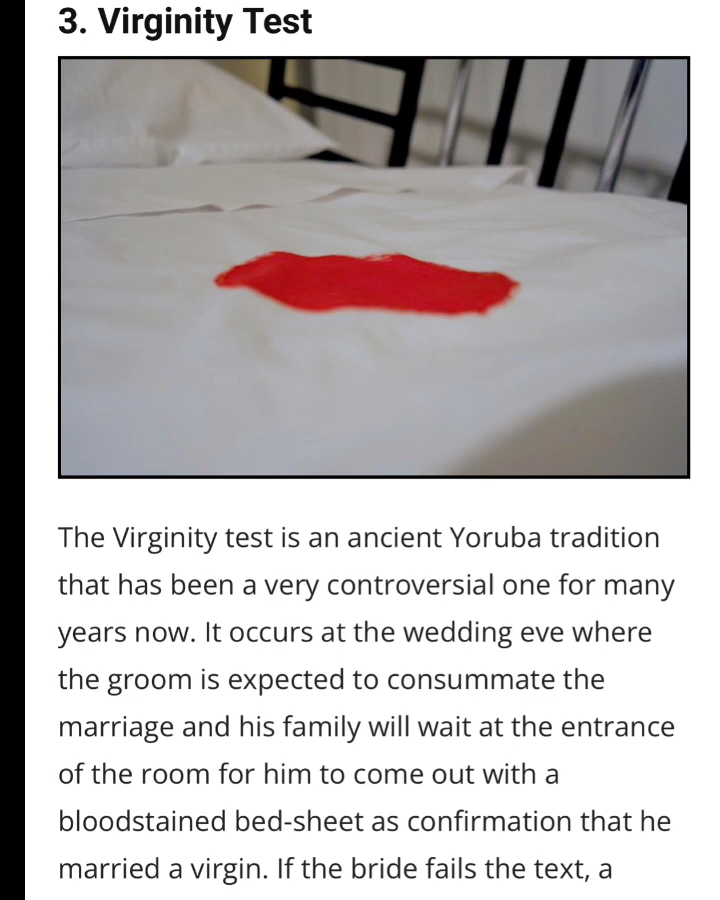 3. Virginity Test
The Virginity test is an ancient Yoruba tradition
that has been a very controversial one for many
years now. It occurs at the wedding eve where
the groom is expected to consummate the
marriage and his family will wait at the entrance
of the room for him to come out with a
bloodstained bed-sheet as confirmation that he
married a virgin. If the bride fails the text, a